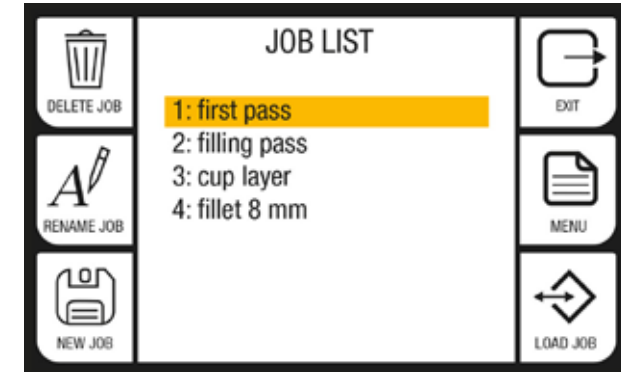 JOB LIST
DELETE JOB
EXIT
1: first pass
2: filling pass
3: cup layer
4: fillet 8 mm
A
RENAME JOB
MENU
NEW JOB
LOAD JOB